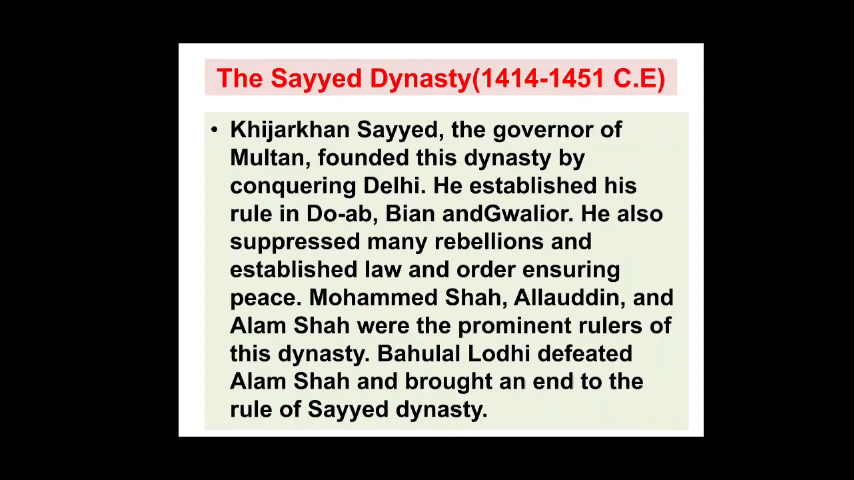 The Sayyed Dynasty(1414-1451 C.E)
• Khijarkhan Sayyed, the governor of
Multan, founded this dynasty by
conquering Delhi. He established his
rule in Do-ab, Bian andGwalior. He also
suppressed many rebellions and
established law and order ensuring
peace. Mohammed Shah, Allauddin, and
Alam Shah were the prominent rulers of
this dynasty. Bahulal Lodhi defeated
Alam Shah and brought an end to the
rule of Sayyed dynasty.